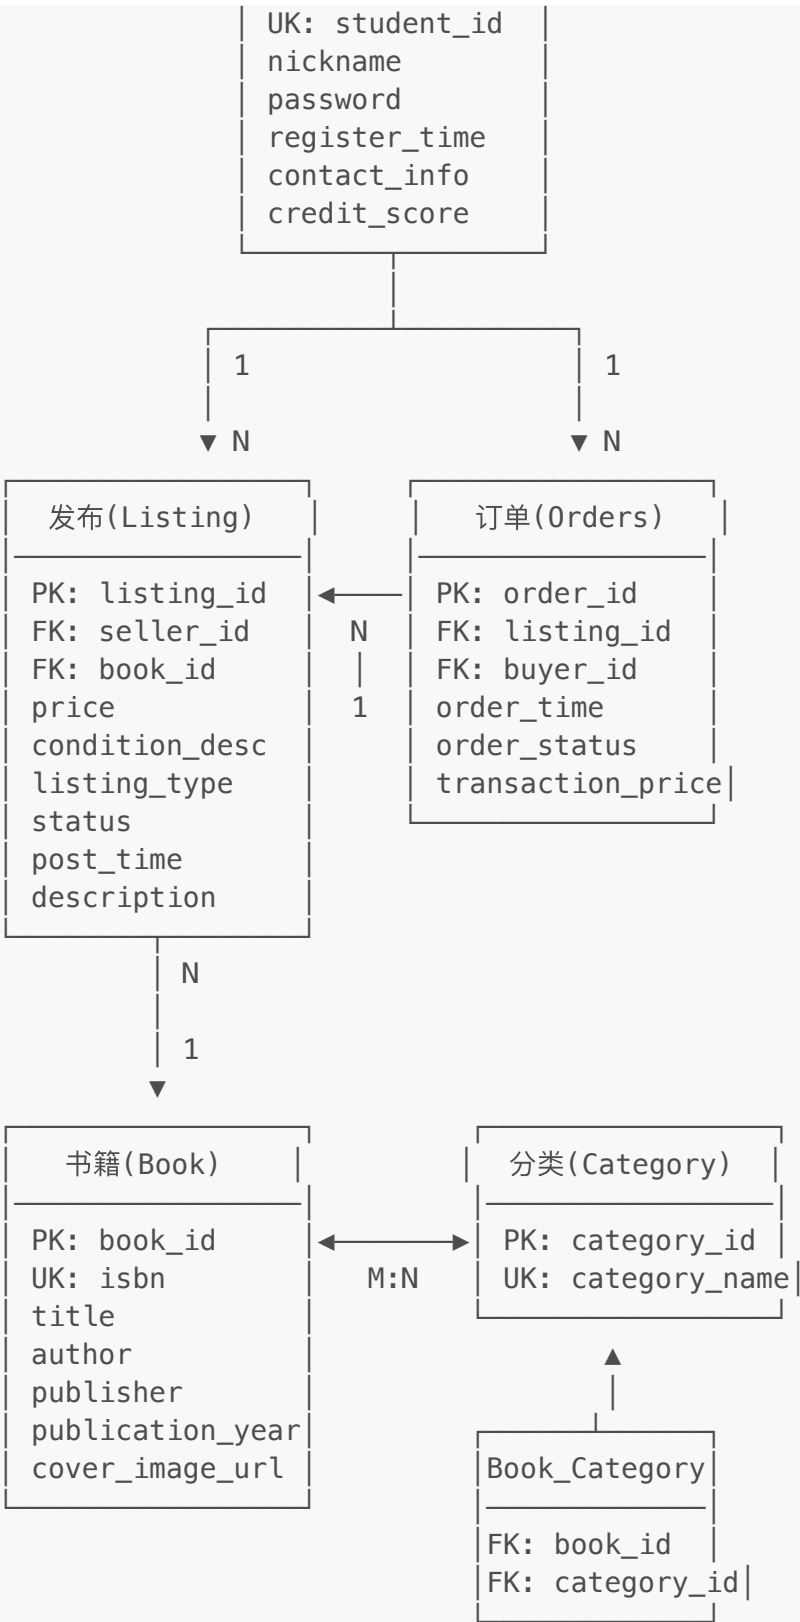 UK: student_id
nickname
password
register_time
contact_info
credit_score
1 1
N N
发布(Listing)
PK: listing_id
FK: seller_id
FK: book_id
price
condition_desc
listing_type
status
post_time
description
N
1
订单(Orders)
PK: order_id
FK: listing_id
FK: buyer_id
order_time
order_status
transaction_price
N
1
书籍(Book)
PK: book_id
UK: isbn
title
author
publisher
publication_year
cover_image_url
M:N
分类(Category)
PK: category_id
UK: category_name
Book_Category
FK: book_id
FK: category_id